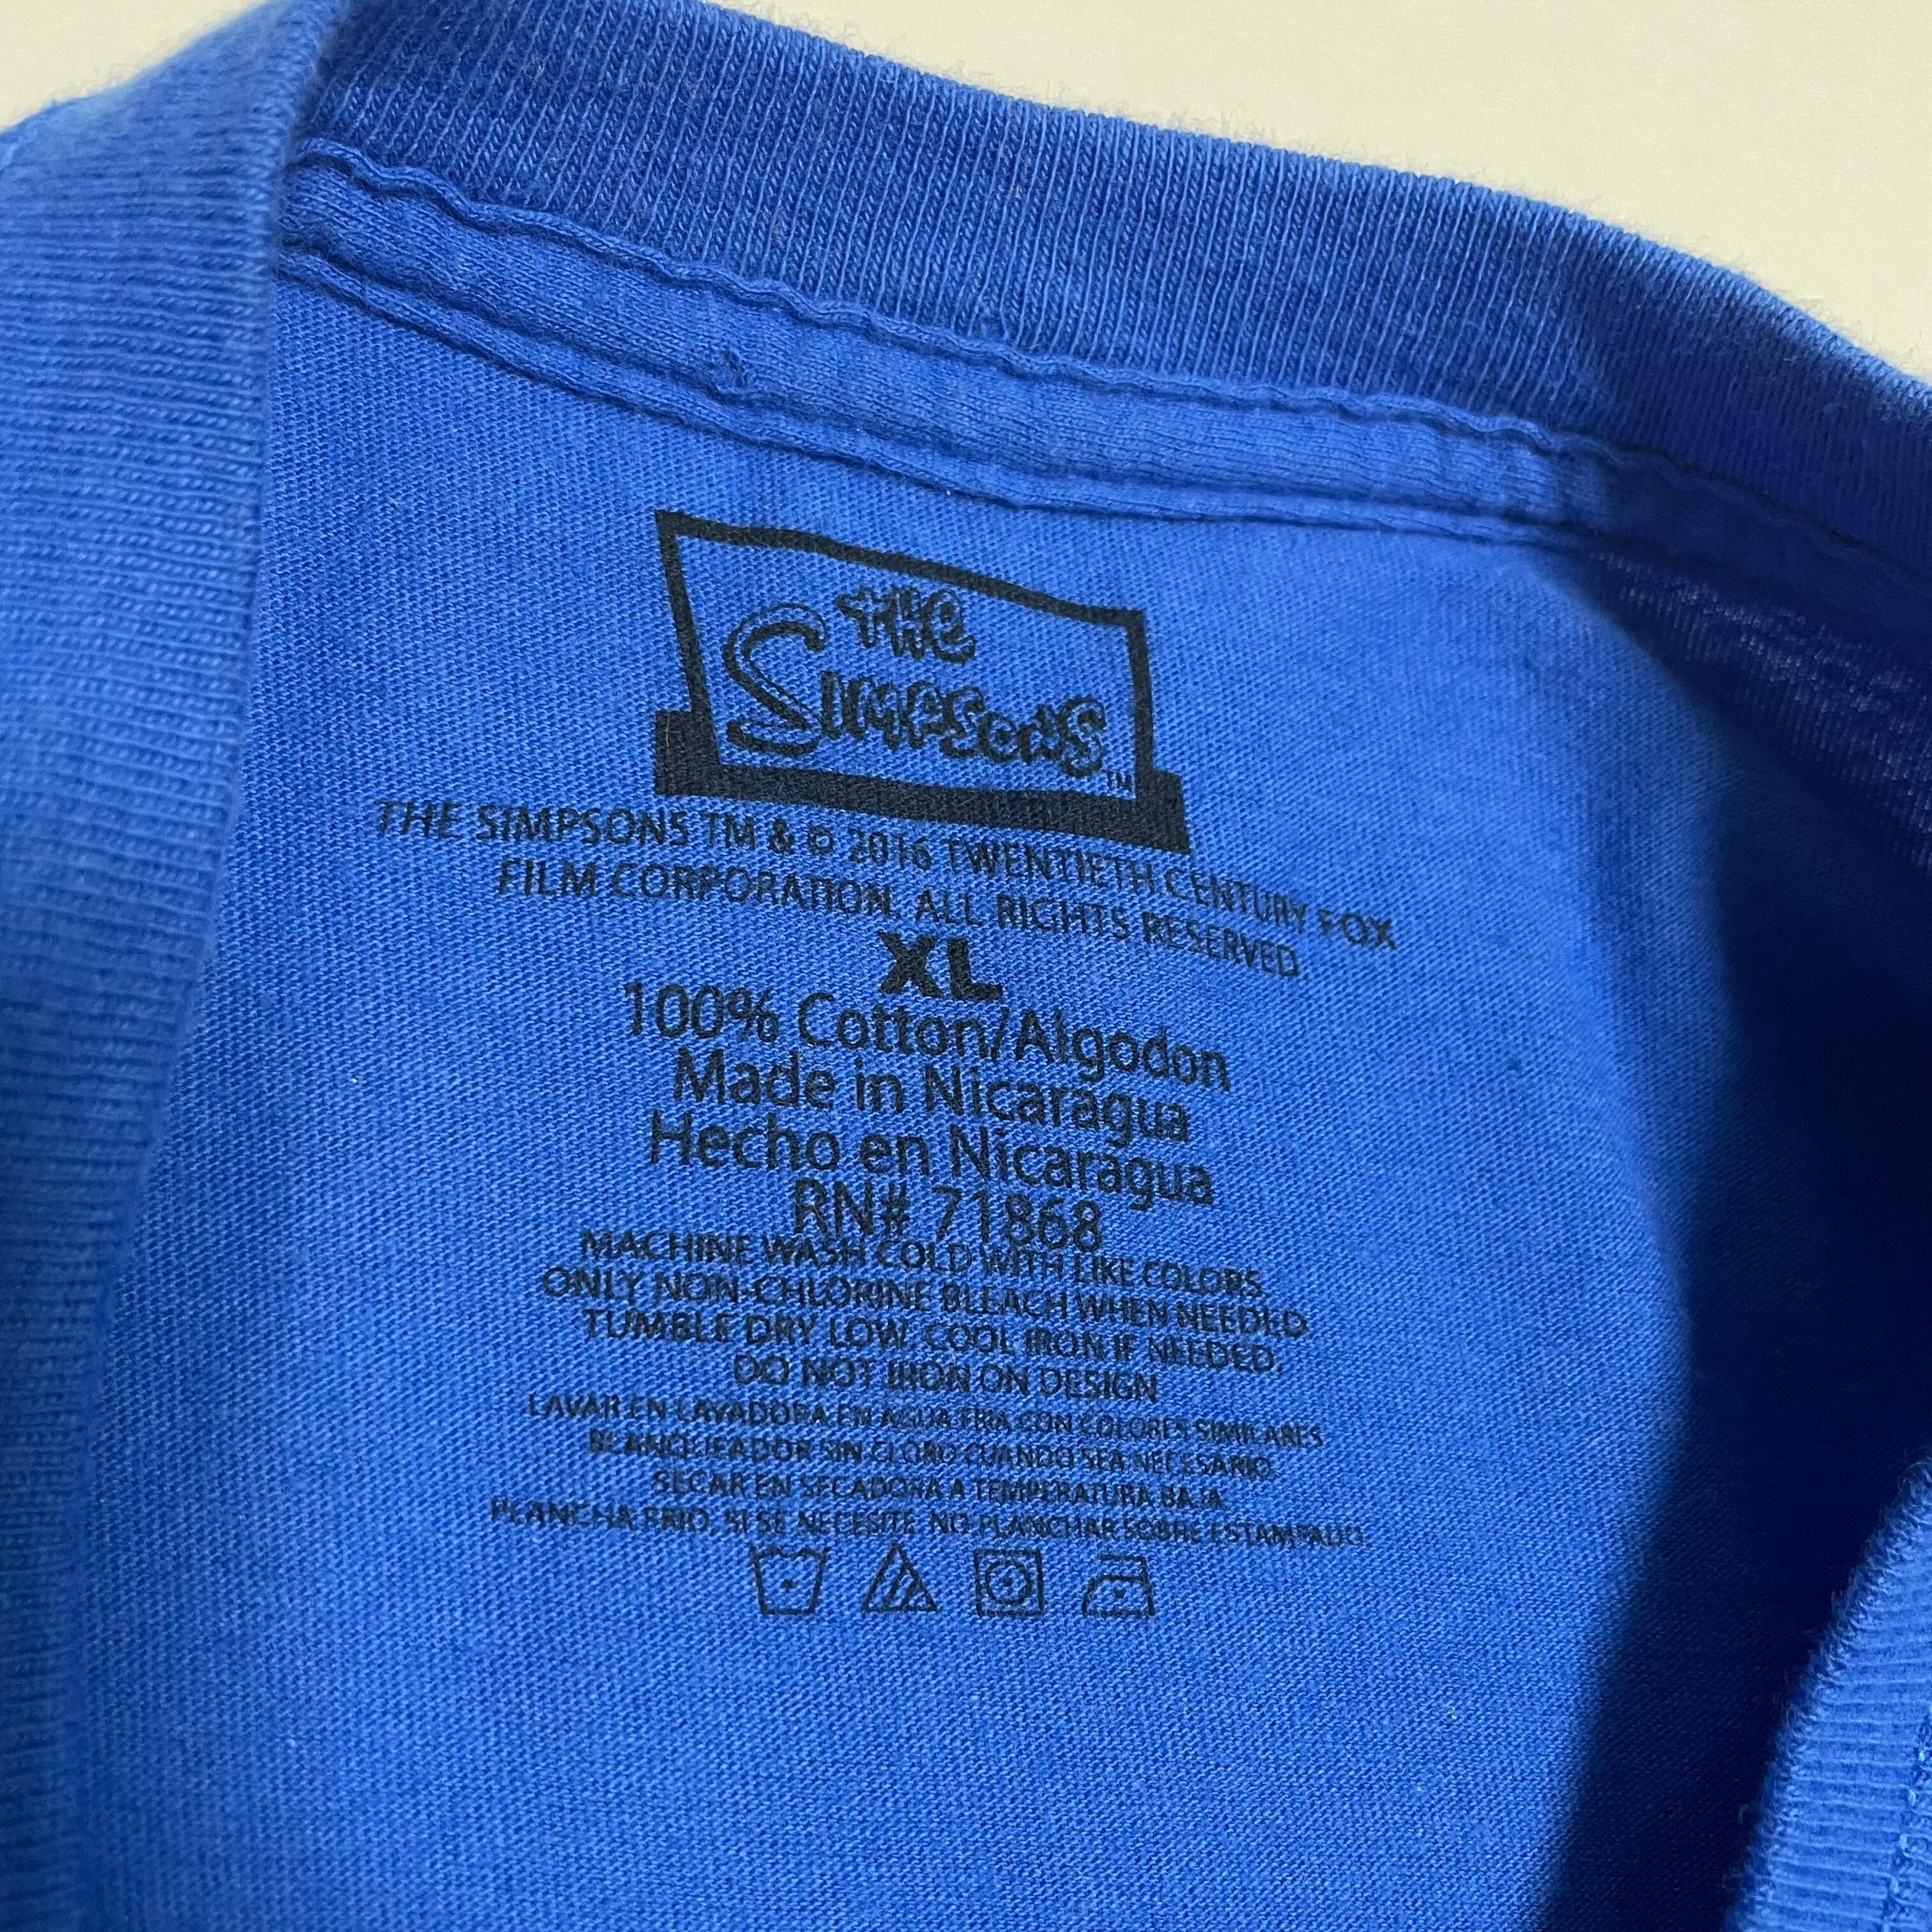 THE
SIMPSONS TM
THE SIMPSONS TM & © 2016 TWENTIETH CENTURY FOX
FILM CORPORATION. ALL RIGHTS RESERVED.
XL
100% Cotton/Algodon
Made in Nicaragua
Hecho en Nicaragua
RN# 71868
MACHINE WASH COLD WITH LIKE COLORS.
ONLY NON-CHLORINE BLEACH WHEN NEEDED
TUMBLE DRY LOW. COOL IRON IF NEEDED.
DO NOT IRON ON DESIGN
LAVAR EN LAVADORA EN AGUA FRIA CON COLORES SIMILARES
BLANQUEADOR SIN CLORO CUANDO SEA NECESARIO.
SECAR EN SECADORA A TEMPERATURA BAJA
PLANCHA FRIO, SI SE NECESITE. NO PLANCHAR SOBRE ESTAMPADO.